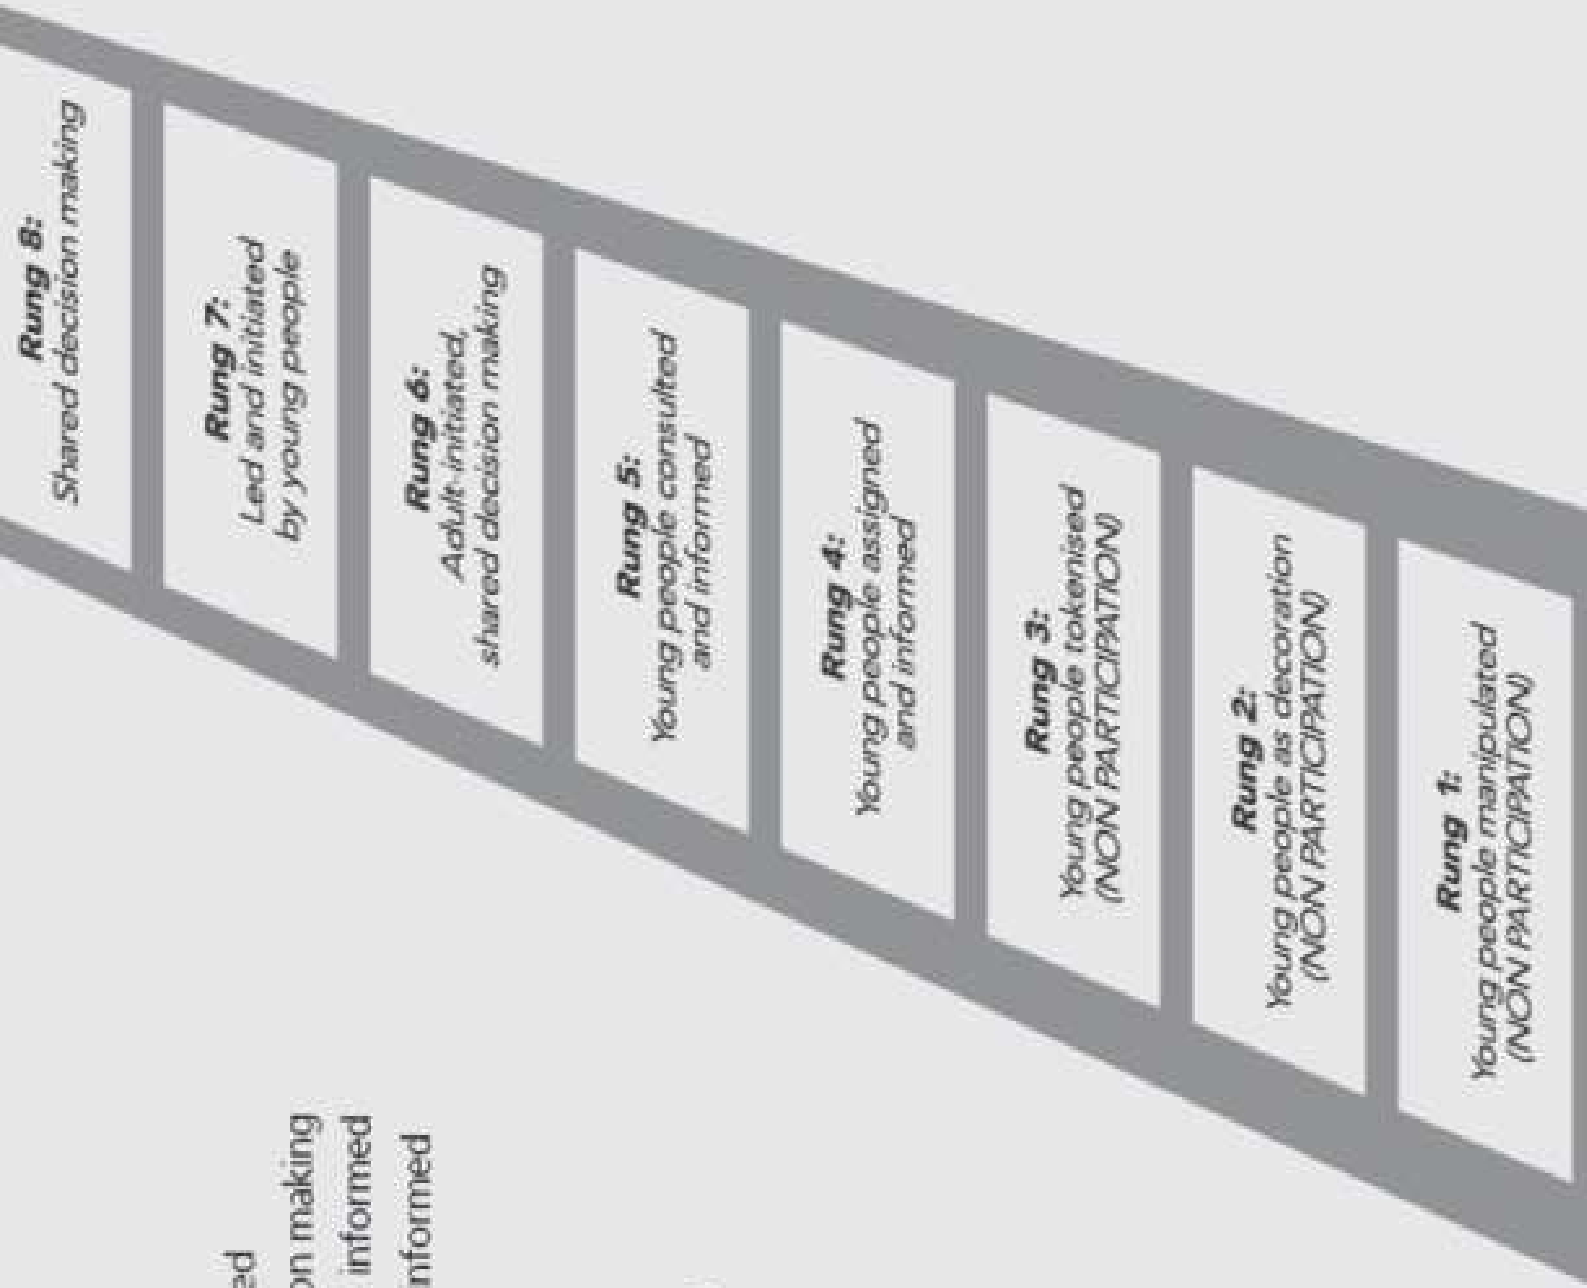 Rung 8:
Shared decision making
Rung 7:
Led and initiated
by young people
Rung 6:
Adult-initiated,
shared decision making
Rung 5:
Young people consulted
and informed
Rung 4:
Young people assigned
and informed
Rung 3:
Young people tokenised
(NON PARTICIPATION)
Rung 2:
Young people as decoration
(NON PARTICIPATION)
Rung 1:
Young people manipulated
(NON PARTICIPATION)
ed
on making
informed
nformed